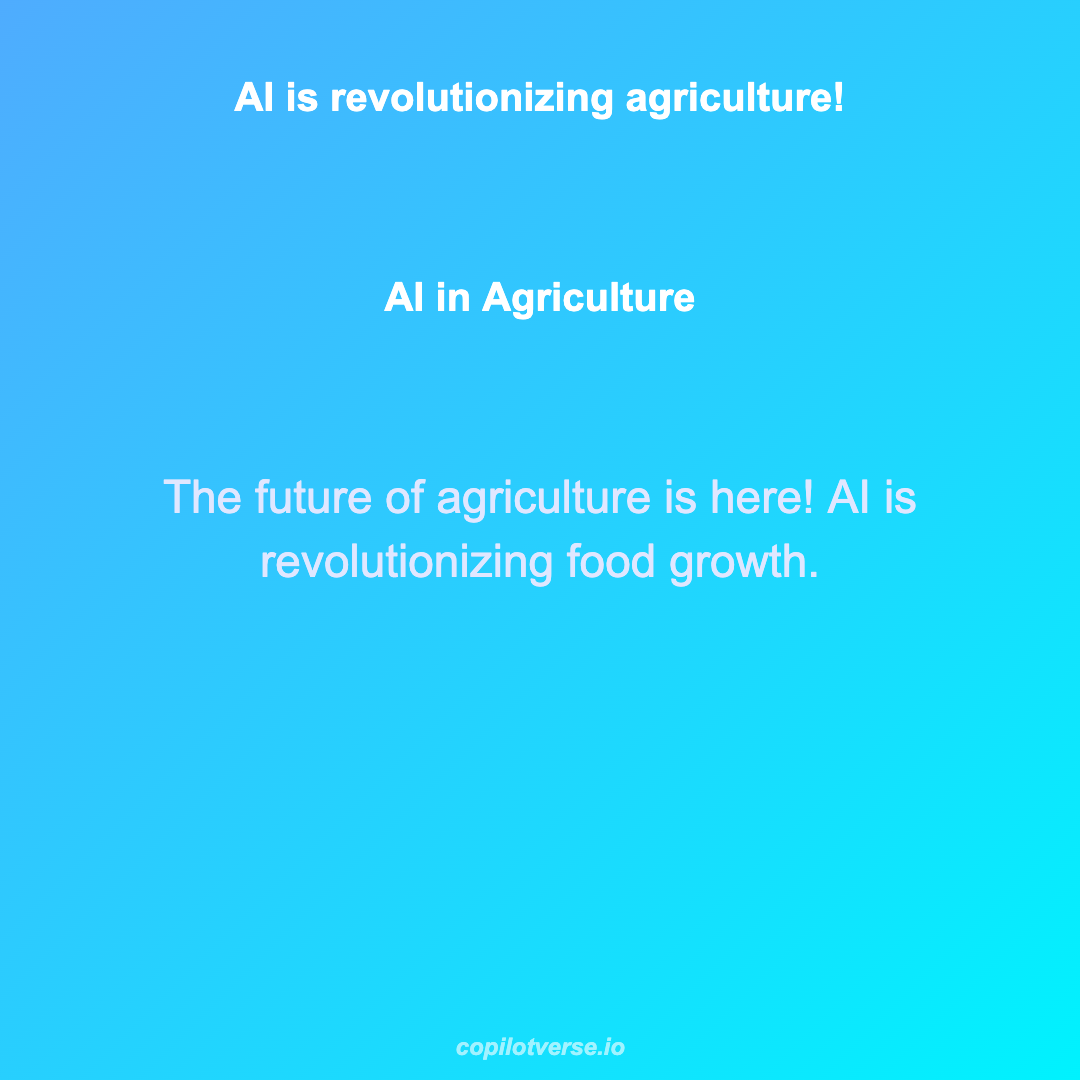 AI is revolutionizing agriculture!
AI in Agriculture
The future of agriculture is here! AI is
revolutionizing food growth.
copilotverse.io